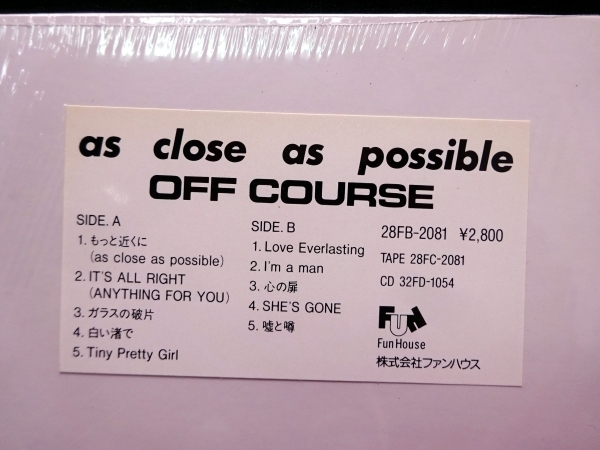 as close as possible
OFF COURSE
SIDE. A
1. もっと近くに
(as close as possible)
2. IT'S ALL RIGHT
(ANYTHING FOR YOU)
3. ガラスの破片
4. 白い渚で
5. Tiny Pretty Girl
SIDE. B
1. Love Everlasting
2. I'm a man
3. 心の扉
4. SHE'S GONE
5. 嘘と噂
28FB-2081 ¥2,800
TAPE 28FC-2081
CD 32FD-1054
FUN
Fun House
株式会社ファンハウス